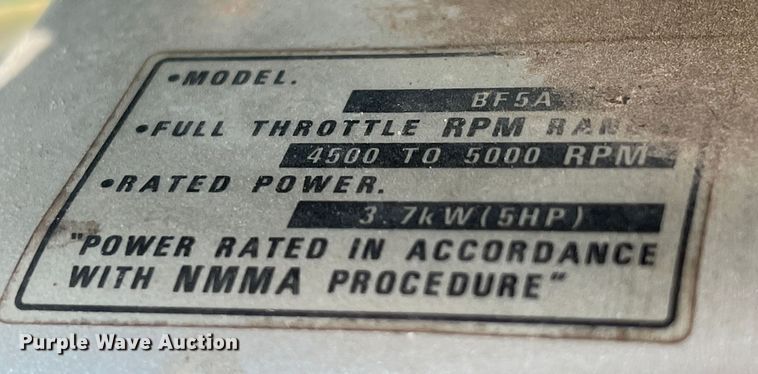 •MODEL.
BF5A
•FULL THROTTLE RPM
4500 TO 5000 RPM
•RATED POWER.
3.7kW(5HP)
"POWER RATED IN ACCORDANCE
WITH NMMA PROCEDURE"
Purple Wave Auction